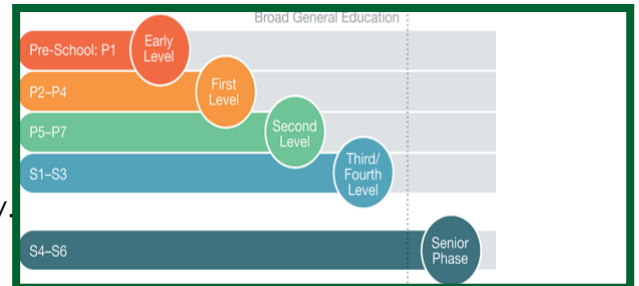 Broad General Education
Pre-School: P1
Early
Level
P2–P4
First
Level
P5–P7
Second
Level
S1–S3
Third/
Fourth
Level
y.
S4–S6
Senior
Phase